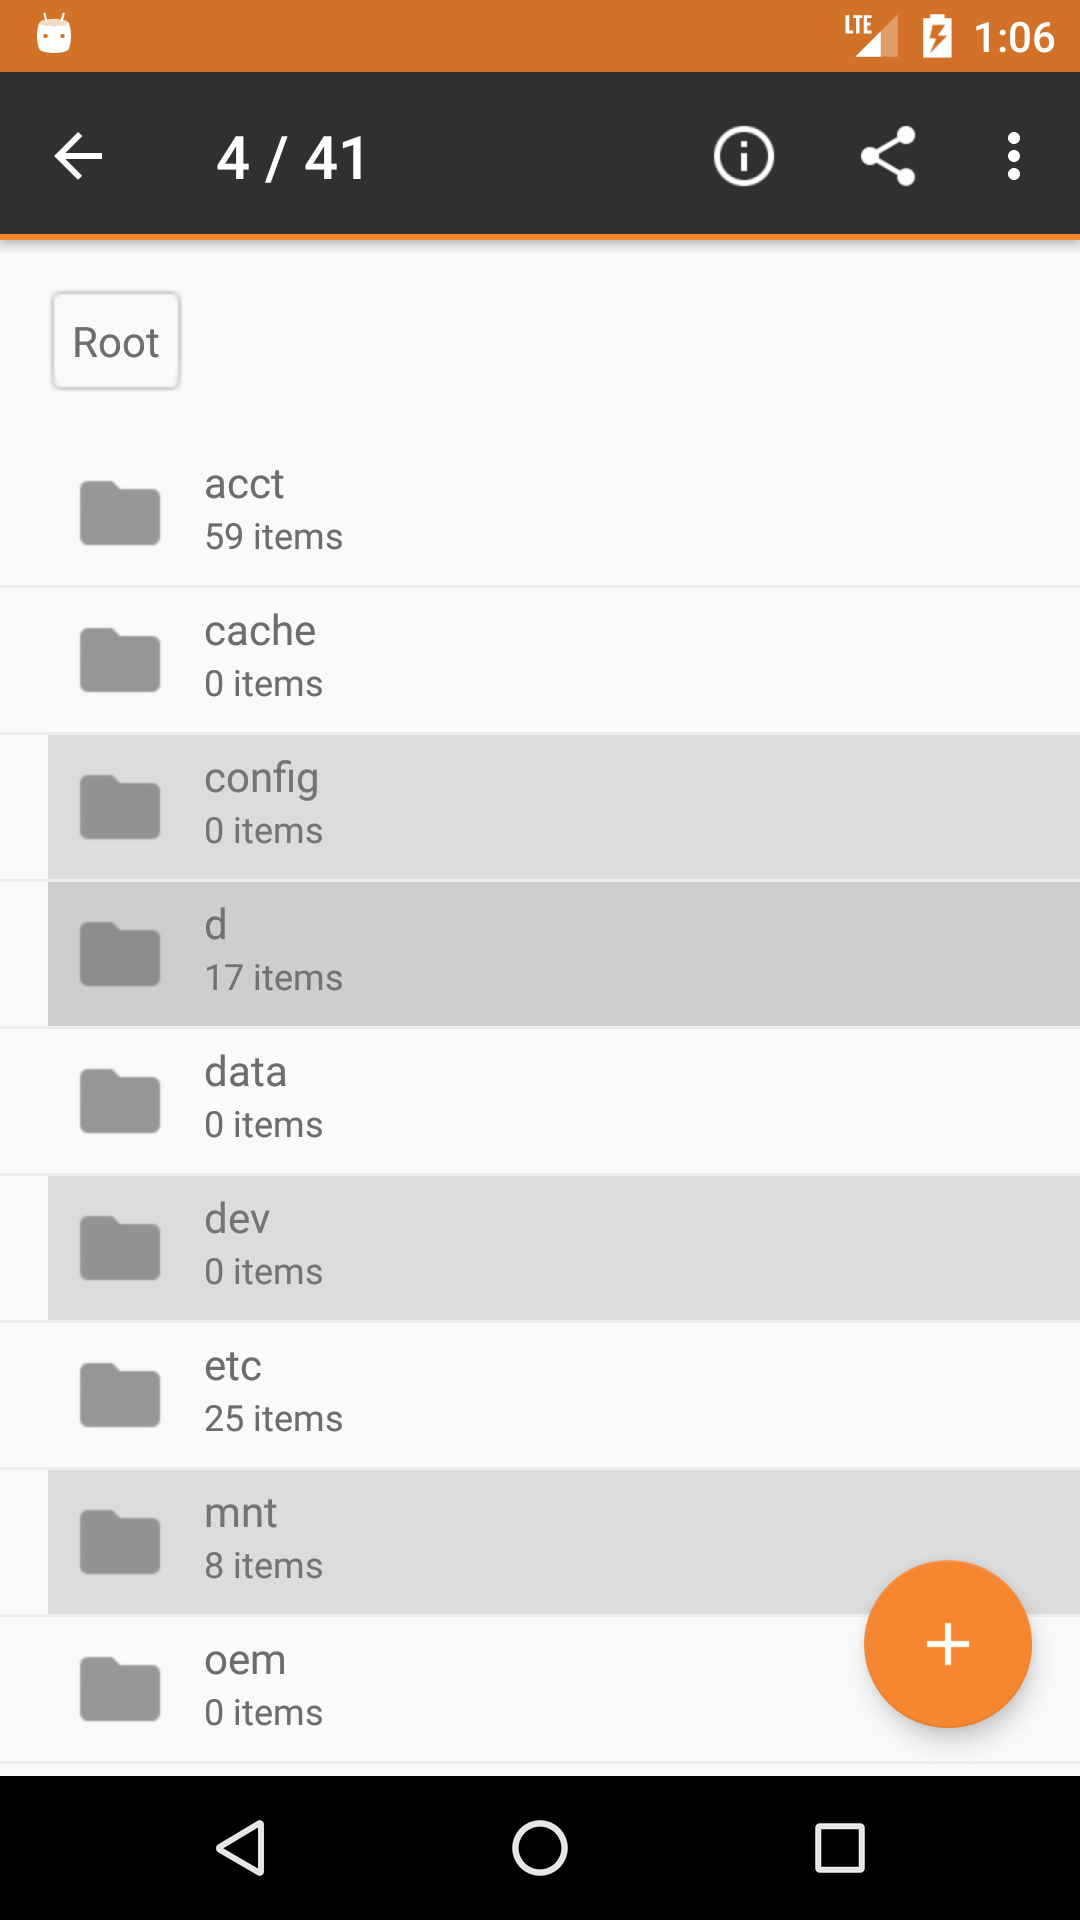 LTE 1:06
4 / 41
Root
acct
59 items
cache
0 items
config
0 items
d
17 items
data
0 items
dev
0 items
etc
25 items
mnt
8 items
oem
0 items